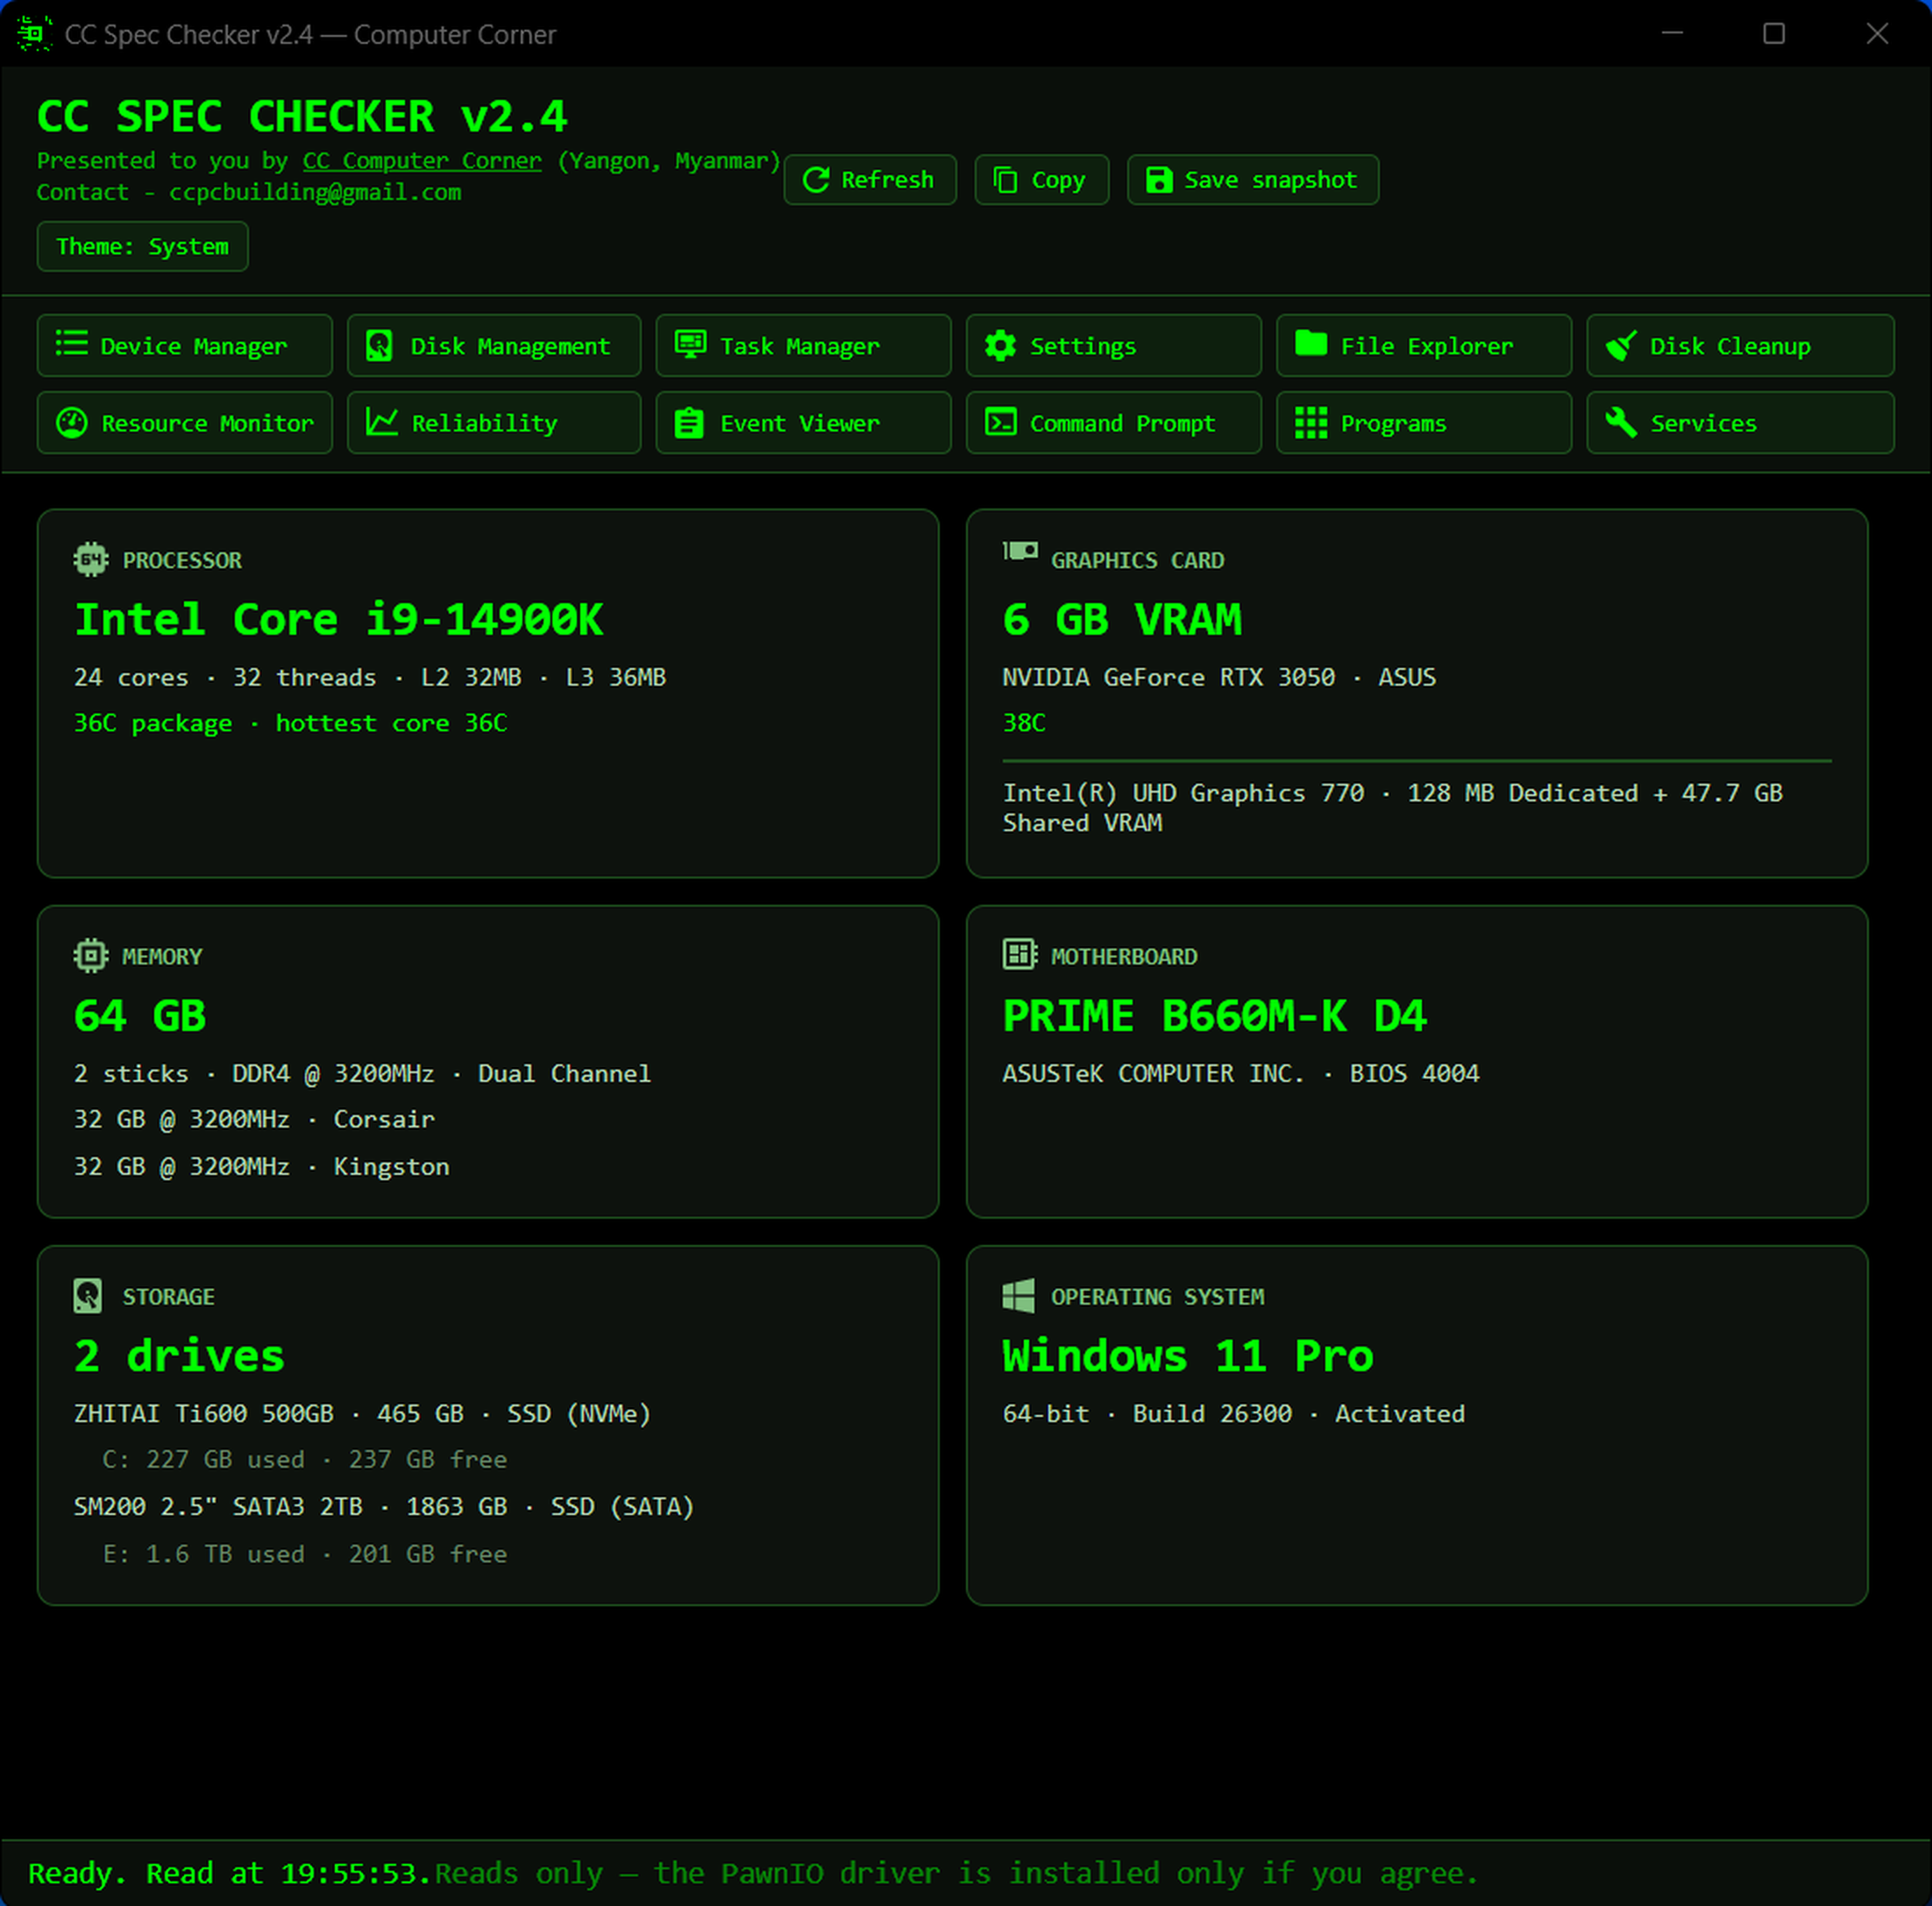 CC Spec Checker v2.4 — Computer Corner
CC SPEC CHECKER v2.4
Presented to you by CC Computer Corner (Yangon, Myanmar)
Contact - ccpcbuilding@gmail.com
Refresh
Copy
Save snapshot
Theme: System
Device Manager
Disk Management
Task Manager
Settings
File Explorer
Disk Cleanup
Resource Monitor
Reliability
Event Viewer
Command Prompt
Programs
Services
64
PROCESSOR
Intel Core i9-14900K
24 cores · 32 threads · L2 32MB · L3 36MB
36C package · hottest core 36C
GRAPHICS CARD
6 GB VRAM
NVIDIA GeForce RTX 3050 · ASUS
38C
Intel(R) UHD Graphics 770 · 128 MB Dedicated + 47.7 GB
Shared VRAM
MEMORY
64 GB
2 sticks · DDR4 @ 3200MHz · Dual Channel
32 GB @ 3200MHz · Corsair
32 GB @ 3200MHz · Kingston
MOTHERBOARD
PRIME B660M-K D4
ASUSTeK COMPUTER INC. · BIOS 4004
STORAGE
2 drives
ZHITAI Ti600 500GB · 465 GB · SSD (NVMe)
C: 227 GB used · 237 GB free
SM200 2.5" SATA3 2TB · 1863 GB · SSD (SATA)
E: 1.6 TB used · 201 GB free
OPERATING SYSTEM
Windows 11 Pro
64-bit · Build 26300 · Activated
Ready. Read at 19:55:53.Reads only — the PawnIO driver is installed only if you agree.